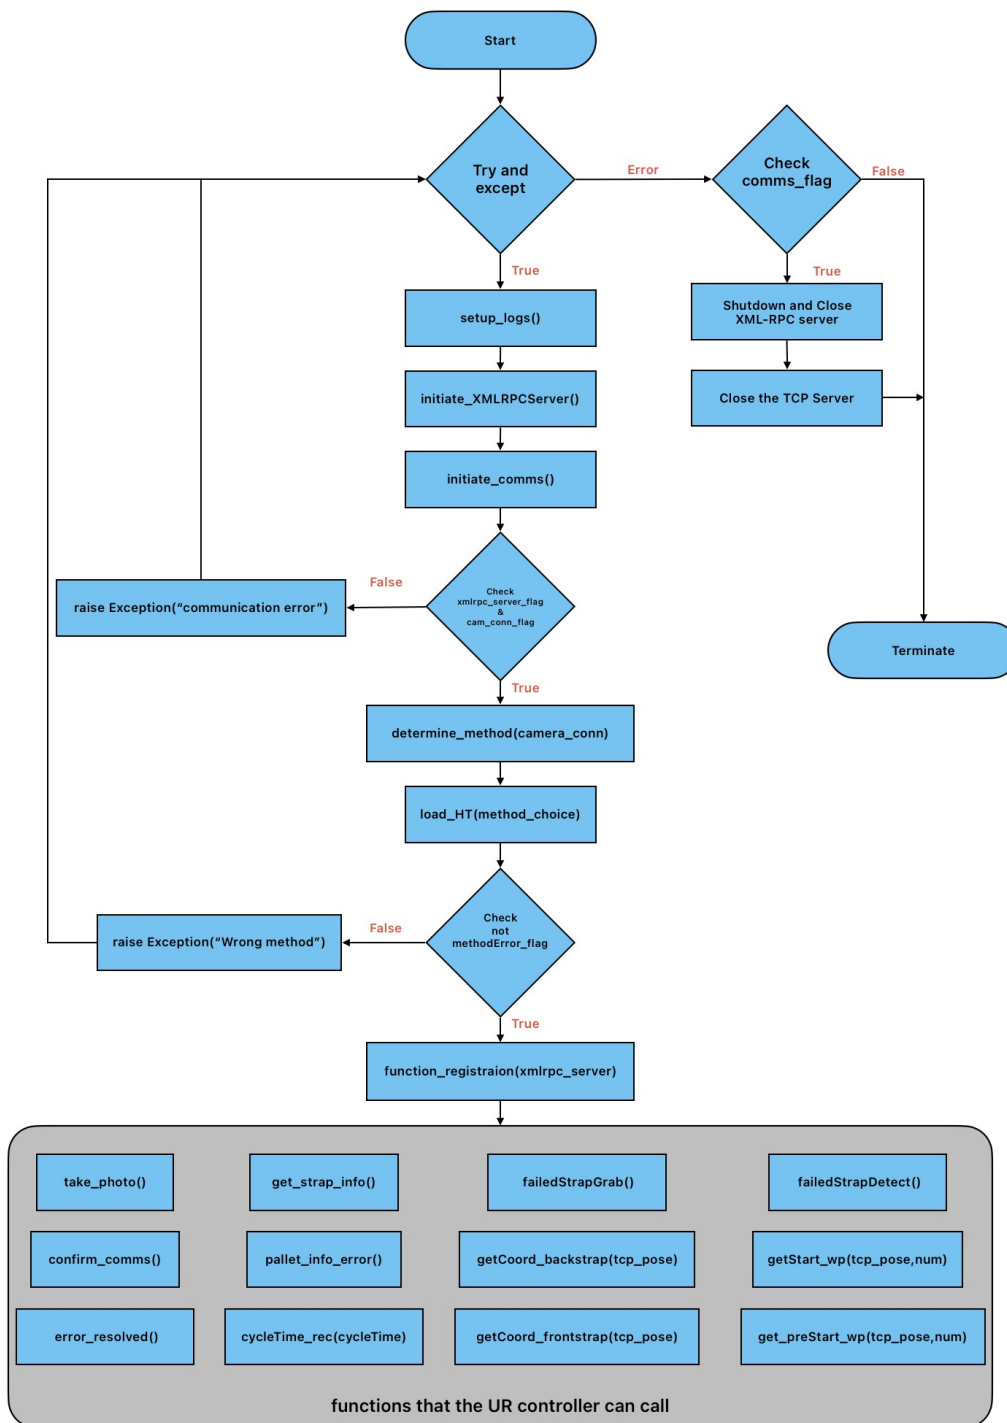 Start
Try and
except
Error
Check
comms_flag
False
True
True
setup_logs()
Shutdown and Close
XML-RPC server
initiate_XMLRPCServer()
Close the TCP Server
initiate_comms()
Check
xmlrpc_server_flag
&
cam_conn_flag
False
raise Exception(“communication error”)
Terminate
True
determine_method(camera_conn)
load_HT(method_choice)
Check
not
methodError_flag
False
raise Exception(“Wrong method”)
True
function_registraion(xmlrpc_server)
take_photo()
get_strap_info()
failedStrapGrab()
failedStrapDetect()
confirm_comms()
pallet_info_error()
getCoord_backstrap(tcp_pose)
getStart_wp(tcp_pose,num)
error_resolved()
cycleTime_rec(cycleTime)
getCoord_frontstrap(tcp_pose)
get_preStart_wp(tcp_pose,num)
functions that the UR controller can call